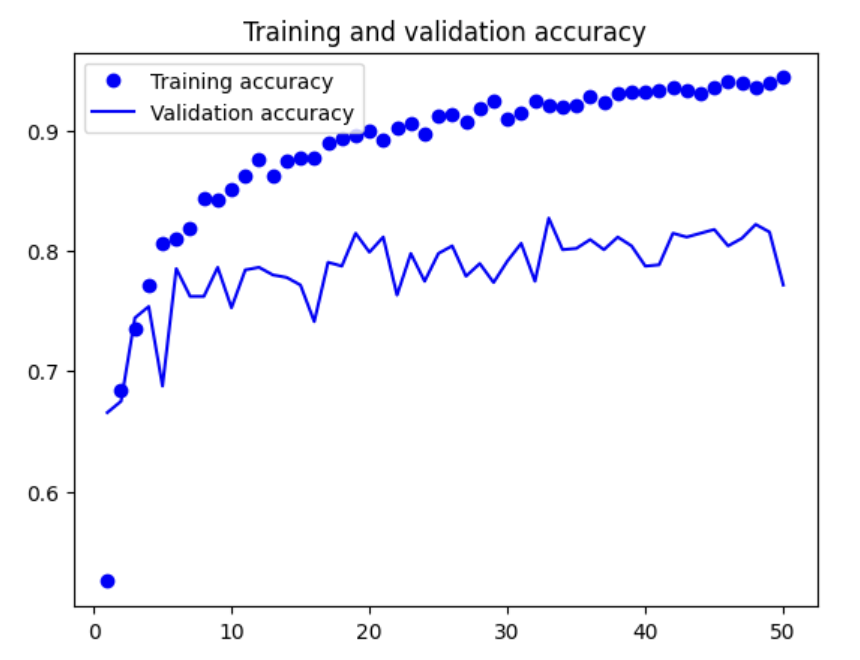 Training and validation accuracy
Training accuracy
Validation accuracy
0.9
0.8
0.7
0.6
0 10 20 30 40 50